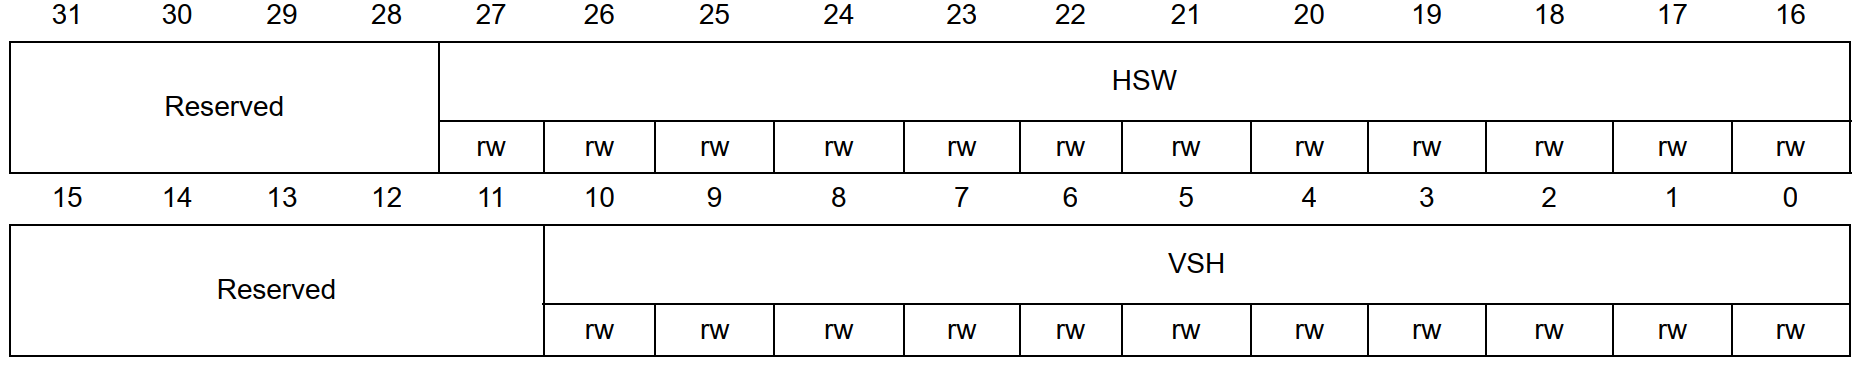 31 30 29 28 27 26 25 24 23 22 21 20 19 18 17 16
HSW
Reserved
rw rw rw rw rw rw rw rw rw rw rw rw
15 14 13 12 11 10 9 8 7 6 5 4 3 2 1 0
VSH
Reserved
rw rw rw rw rw rw rw rw rw rw rw